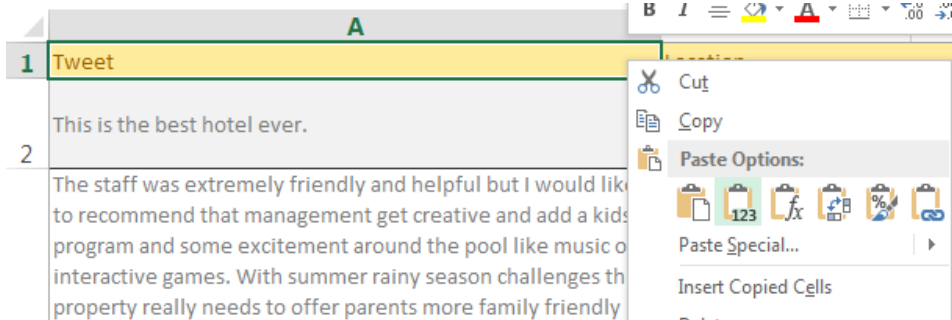 B I A .00
A
1 Tweet
Cut
This is the best hotel ever.
Copy
2
Paste Options:
The staff was extremely friendly and helpful but I would
to recommend that management get creative and add a kids
123 fx %
program and some excitement around the pool like music
Paste Special...
interactive games. With summer rainy season challenges
Insert Copied Cells
property really needs to offer parents more family friendly